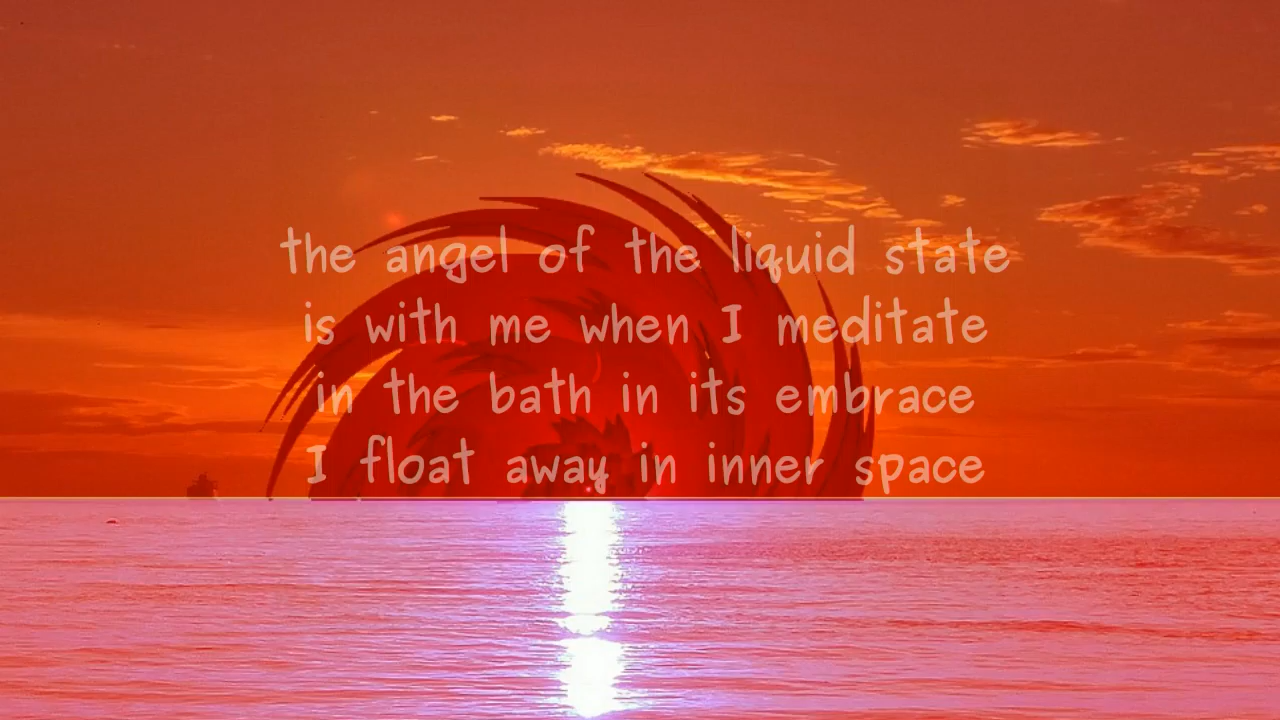 the angel of the liquid state
is with me when I meditate
in the bath in its embrace
I float away in inner space